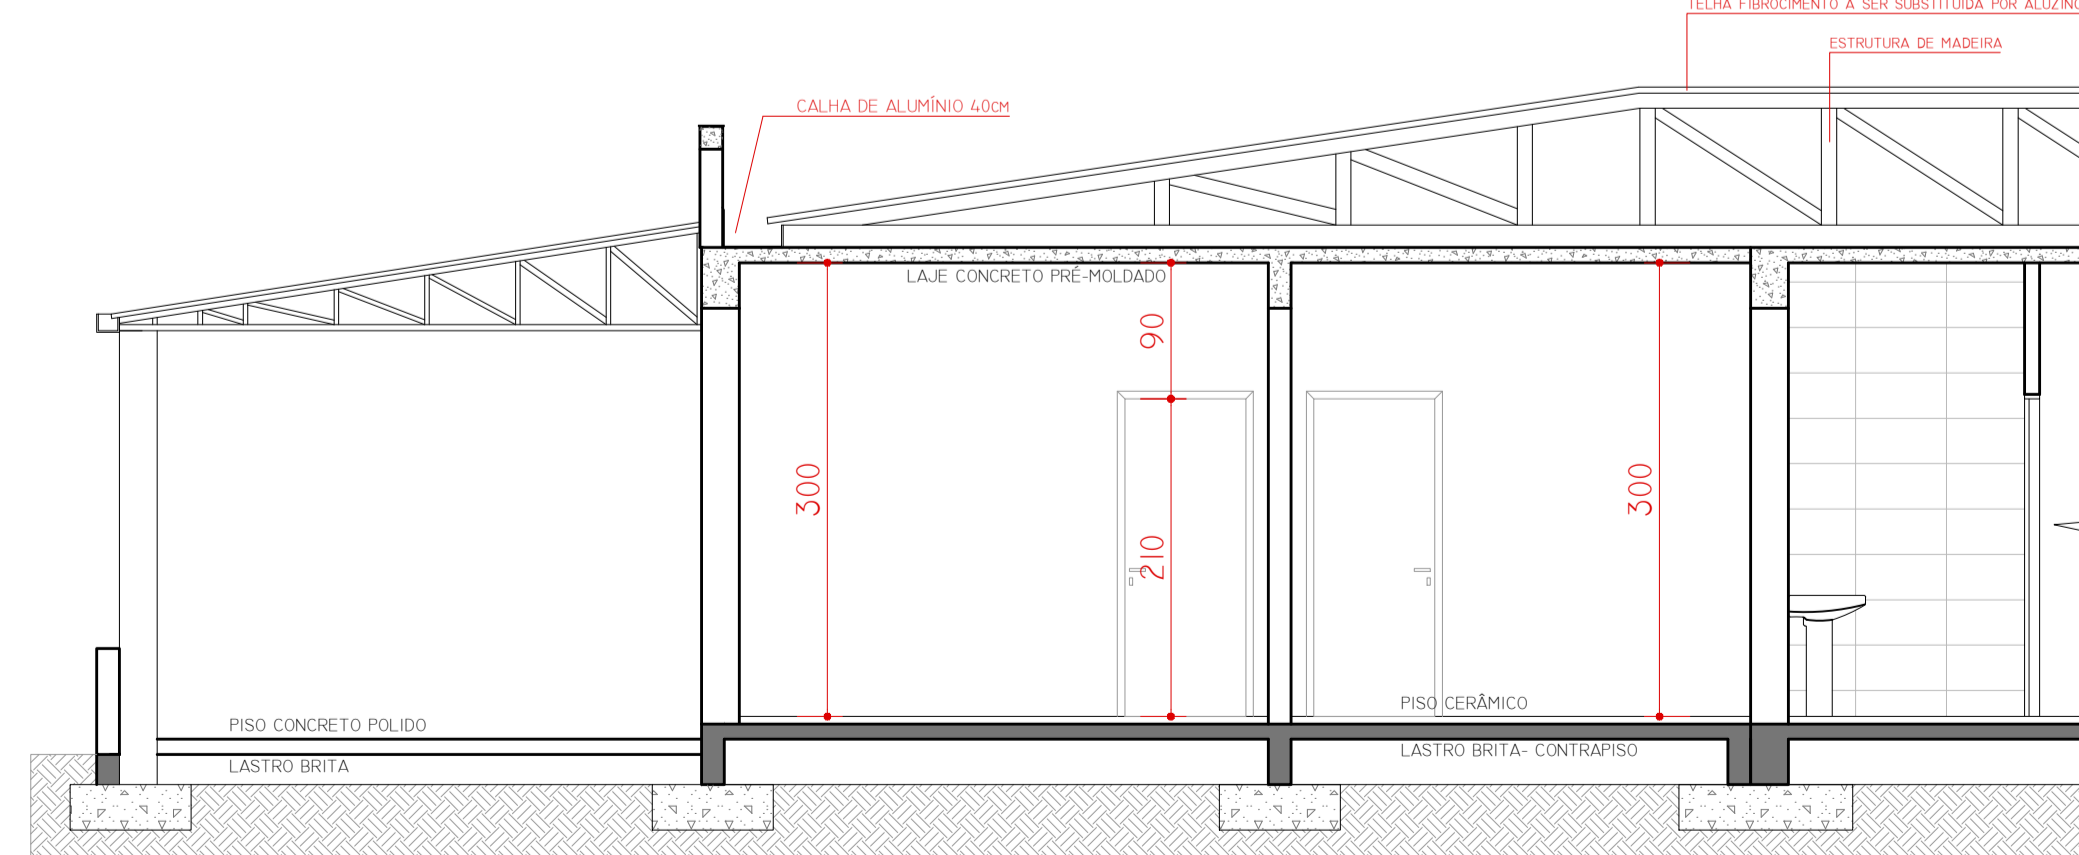 TELHA FIBROCIMENTO A SER SUBSTITUÍDA POR ALUZINC
ESTRUTURA DE MADEIRA
CALHA DE ALUMÍNIO 40CM
LAJE CONCRETO PRÉ-MOLDADO
90
300
300
210
PISO CERÂMICO
PISO CONCRETO POLIDO
LASTRO BRITA- CONTRAPISO
LASTRO BRITA